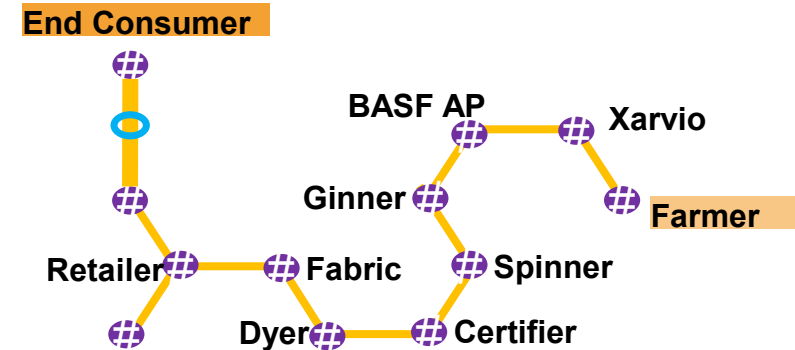 End Consumer
BASF AP
Xarvio
Ginner
Farmer
Retailer
Fabric
Spinner
Dyer
Certifier